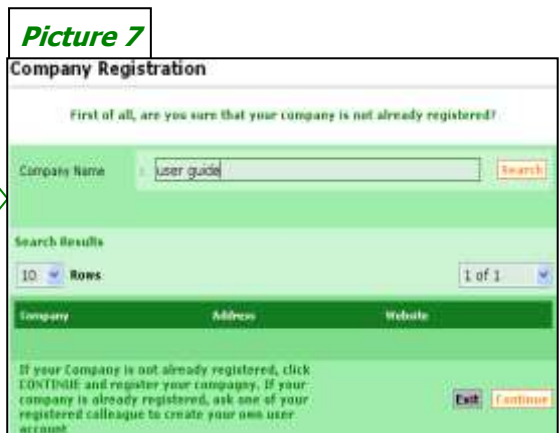 Picture 7
Company Registration
First of all, are you sure that your company is not already registered?
Company Name : user guide Search
Search Results
10 Rows 1 of 1
Company Address Website
If your Company is not already registered, click
CONTINUE and register your compagny. If your
company is already registered, ask one of your
registered colleague to create your own user
account
Exit Continue